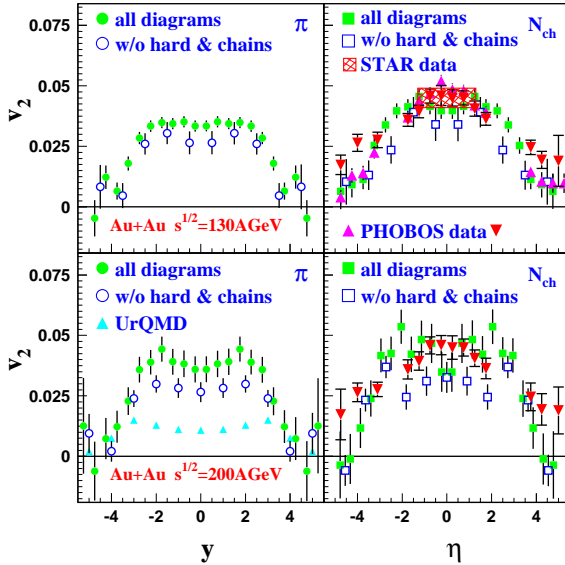 all diagrams π
w/o hard & chains
Au+Au s1/2=130AGeV
all diagrams
w/o hard & chains N_ch
STAR data
PHOBOS data
v2
0.075
0.05
0.025
0
all diagrams π
w/o hard & chains
UrQMD
Au+Au s1/2=200AGeV
all diagrams
w/o hard & chains N_ch
v2
0.075
0.05
0.025
0
-4 -2 0 2 4
-4 -2 0 2 4
y
η